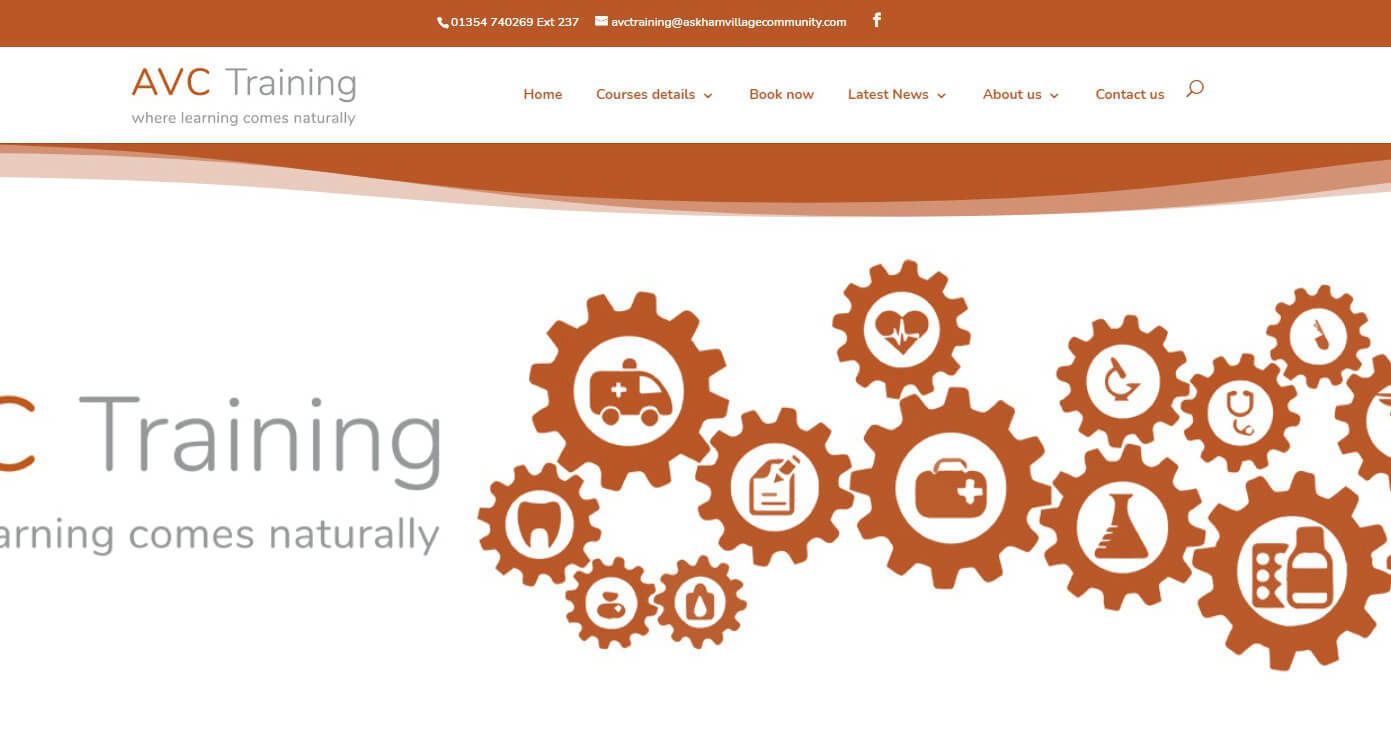 01354 740269 Ext 237 avctraining@askhamvillagecommunity.com
AVC Training
where learning comes naturally
Home Courses details Book now Latest News About us Contact us
C Training
arning comes naturally